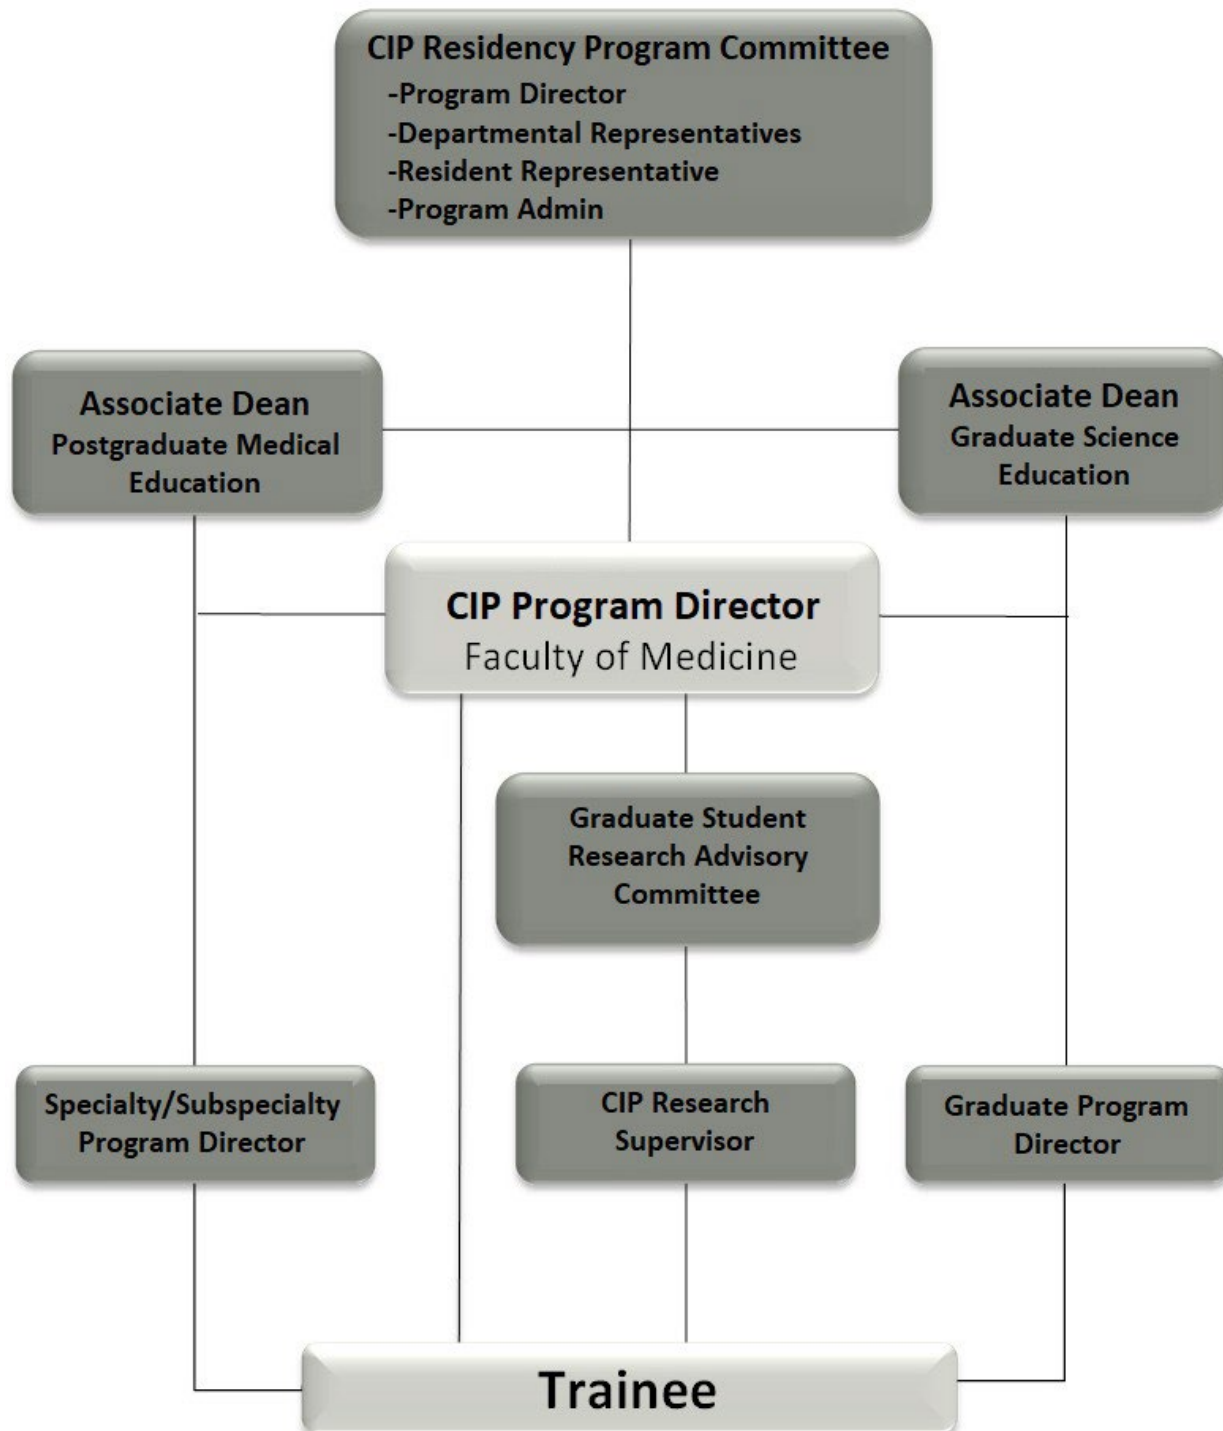 CIP Residency Program Committee
-Program Director
-Departmental Representatives
-Resident Representative
-Program Admin
Associate Dean
Postgraduate Medical
Education
Associate Dean
Graduate Science
Education
CIP Program Director
Faculty of Medicine
Graduate Student
Research Advisory
Committee
Specialty/Subspecialty
Program Director
CIP Research
Supervisor
Graduate Program
Director
Trainee